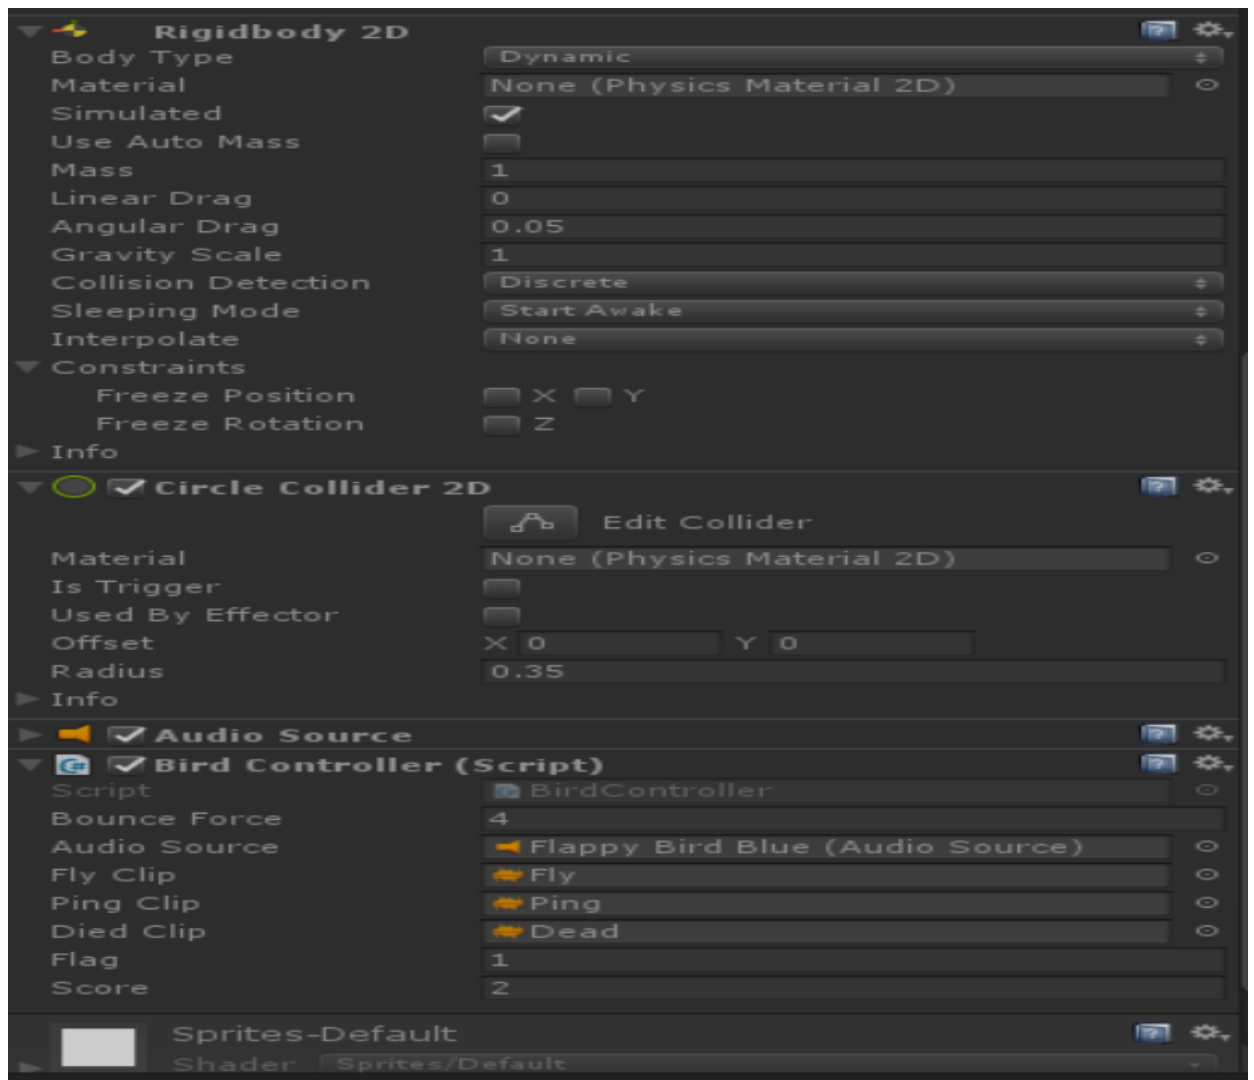 Rigidbody 2D
Body Type Dynamic
Material None (Physics Material 2D)
Simulated
Use Auto Mass
Mass 1
Linear Drag 0
Angular Drag 0.05
Gravity Scale 1
Collision Detection Discrete
Sleeping Mode Start Awake
Interpolate None
Constraints
Freeze Position X Y
Freeze Rotation Z
Info
Circle Collider 2D
Edit Collider
Material None (Physics Material 2D)
Is Trigger
Used By Effector
Offset X 0 Y 0
Radius 0.35
Info
Audio Source
Bird Controller (Script)
Script BirdController
Bounce Force 4
Audio Source Flappy Bird Blue (Audio Source)
Fly Clip Fly
Ping Clip Ping
Died Clip Dead
Flag 1
Score 2
Sprites-Default
Shader Sprites/Default